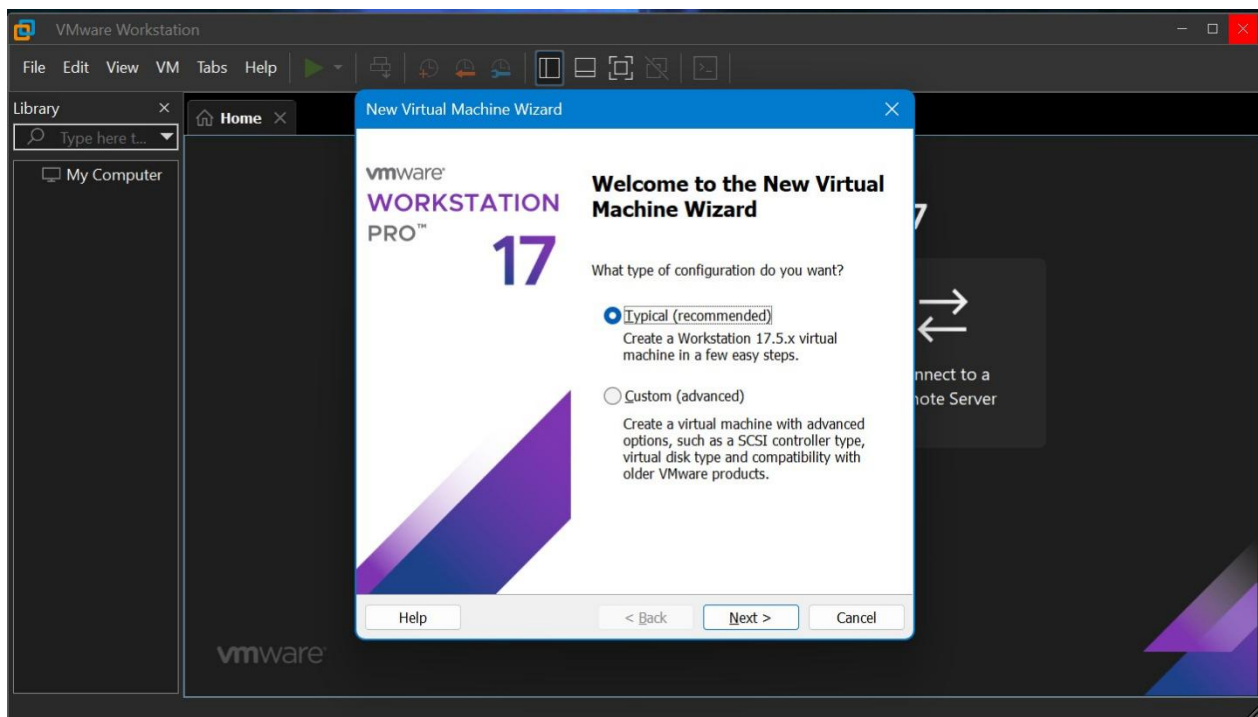 VMware Workstation
File Edit View VM Tabs Help
Library
Type here t...
My Computer
Home
New Virtual Machine Wizard
vmware
WORKSTATION
PRO™
17
Welcome to the New Virtual
Machine Wizard
What type of configuration do you want?
Typical (recommended)
Create a Workstation 17.5.x virtual
machine in a few easy steps.
Custom (advanced)
Create a virtual machine with advanced
options, such as a SCSI controller type,
virtual disk type and compatibility with
older VMware products.
Help < Back Next > Cancel
7
nnect to a
note Server
vmware